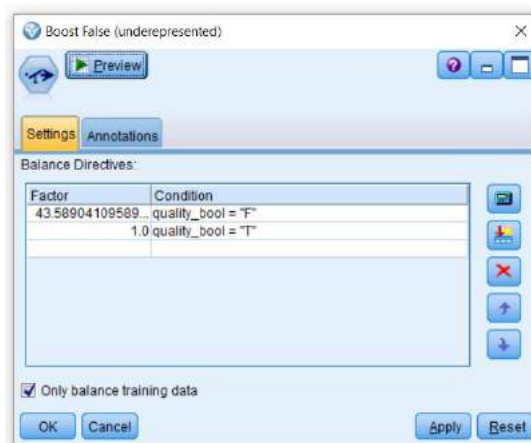 Boost False (underepresented)
Preview
Settings Annotations
Balance Directives:
Factor Condition
43.58904109589... quality_bool = "F"
1.0 quality_bool = "T"
Only balance training data
OK Cancel Apply Reset